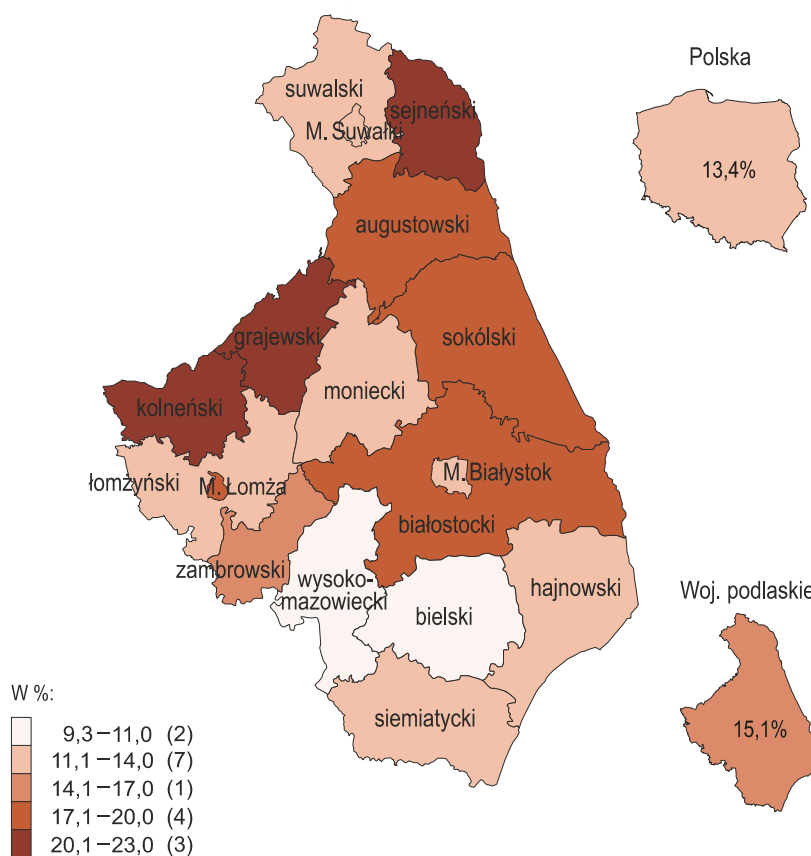 Polska
13,4%
suwalski
M. Suwałki
sejneński
augustowski
grajewski
sokólski
kolneński
moniecki
łomżyński
M. Łomża
M. Białystok
białostocki
zambrowski
wysoko-
mazowiecki
bielski
hajnowski
siemiatycki
Woj. podlaskie
15,1%
W %:
9,3–11,0 (2)
11,1–14,0 (7)
14,1–17,0 (1)
17,1–20,0 (4)
20,1–23,0 (3)